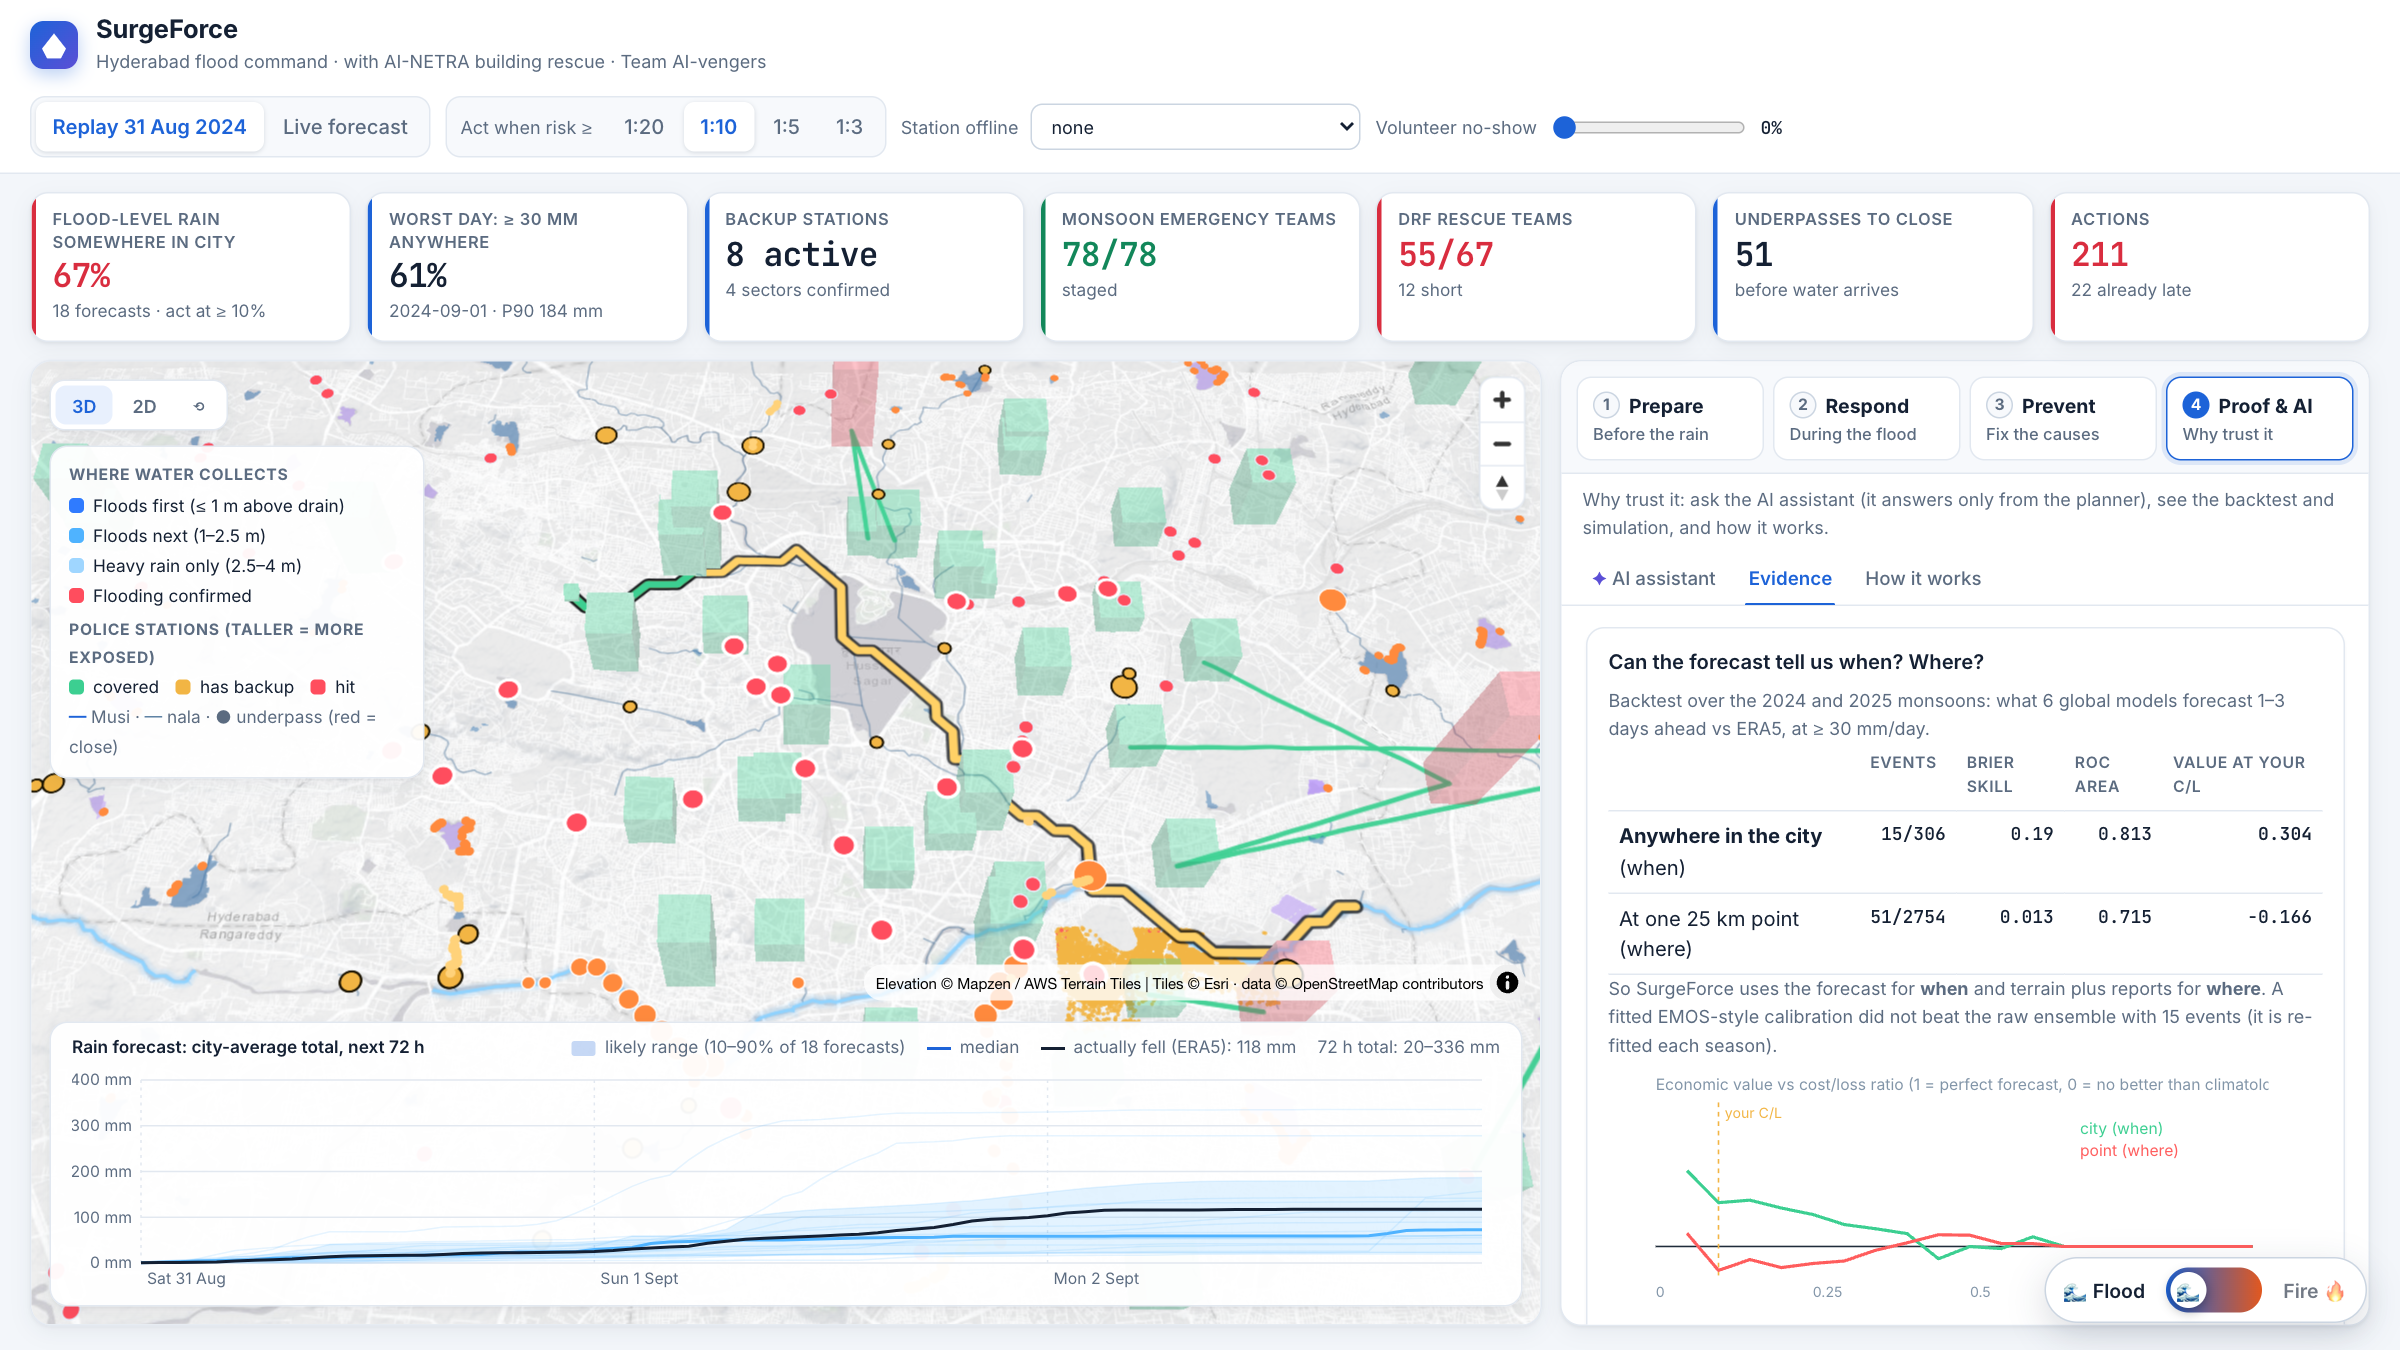 SurgeForce
Hyderabad flood command · with AI-NETRA building rescue · Team AI-vengers
Replay 31 Aug 2024
Live forecast
Act when risk ≥
1:20
1:10
1:5
1:3
Station offline
none
Volunteer no-show
0%
FLOOD-LEVEL RAIN
SOMEWHERE IN CITY
67%
18 forecasts · act at ≥ 10%
WORST DAY: ≥ 30 MM
ANYWHERE
61%
2024-09-01 · P90 184 mm
BACKUP STATIONS
8 active
4 sectors confirmed
MONSOON EMERGENCY TEAMS
78/78
staged
DRF RESCUE TEAMS
55/67
12 short
UNDERPASSES TO CLOSE
51
before water arrives
ACTIONS
211
22 already late
3D
2D
WHERE WATER COLLECTS
Floods first (≤ 1 m above drain)
Floods next (1–2.5 m)
Heavy rain only (2.5–4 m)
Flooding confirmed
POLICE STATIONS (TALLER = MORE
EXPOSED)
covered
has backup
hit
Musi · nala · underpass (red =
close)
Hyderabad
Rangareddy
Hussain
Sagar
Elevation © Mapzen / AWS Terrain Tiles | Tiles © Esri · data © OpenStreetMap contributors
Rain forecast: city-average total, next 72 h
likely range (10–90% of 18 forecasts)
median
actually fell (ERA5): 118 mm
72 h total: 20–336 mm
400 mm
300 mm
200 mm
100 mm
0 mm
Sat 31 Aug
Sun 1 Sept
Mon 2 Sept
1 Prepare
Before the rain
2 Respond
During the flood
3 Prevent
Fix the causes
4 Proof & AI
Why trust it
Why trust it: ask the AI assistant (it answers only from the planner), see the backtest and
simulation, and how it works.
AI assistant
Evidence
How it works
Can the forecast tell us when? Where?
Backtest over the 2024 and 2025 monsoons: what 6 global models forecast 1–3
days ahead vs ERA5, at ≥ 30 mm/day.
EVENTS
BRIER
SKILL
ROC
AREA
VALUE AT YOUR
C/L
Anywhere in the city
(when)
15/306
0.19
0.813
0.304
At one 25 km point
(where)
51/2754
0.013
0.715
-0.166
So SurgeForce uses the forecast for when and terrain plus reports for where. A
fitted EMOS-style calibration did not beat the raw ensemble with 15 events (it is re-
fitted each season).
Economic value vs cost/loss ratio (1 = perfect forecast, 0 = no better than climatolc
your C/L
city (when)
point (where)
0
0.25
0.5
Flood
Fire